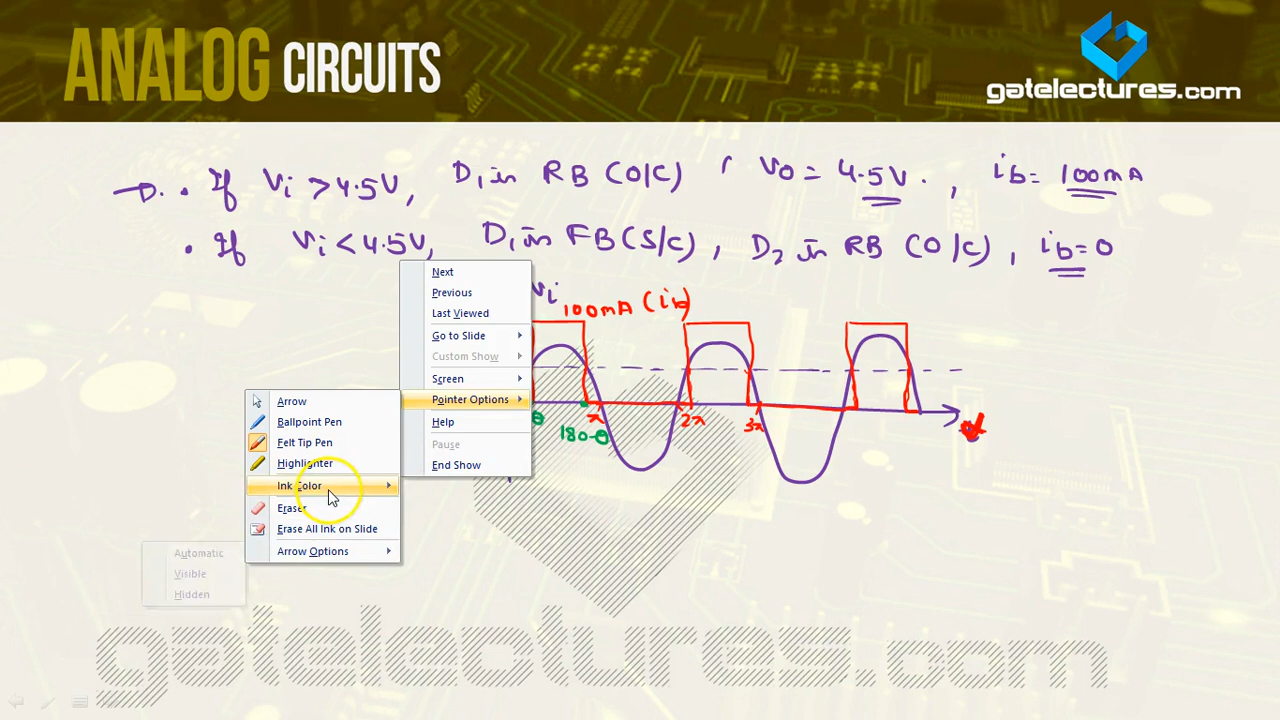 ANALOG CIRCUITS
gatelectures.com
→D. • If Vi > 4.5V, D1 in RB (O/C) , Vo = 4.5V. , ib = 100mA
• If Vi < 4.5V, D1 in FB (S/C), D2 in RB (O/C), ib = 0
Vi
100mA (ib)
θ
180-θ
π
2π
3π
Next
Previous
Last Viewed
Go to Slide
Custom Show
Screen
Pointer Options
Help
Pause
End Show
Arrow
Ballpoint Pen
Felt Tip Pen
Highlighter
Ink Color
Eraser
Erase All Ink on Slide
Arrow Options
Automatic
Visible
Hidden
gatelectures.com